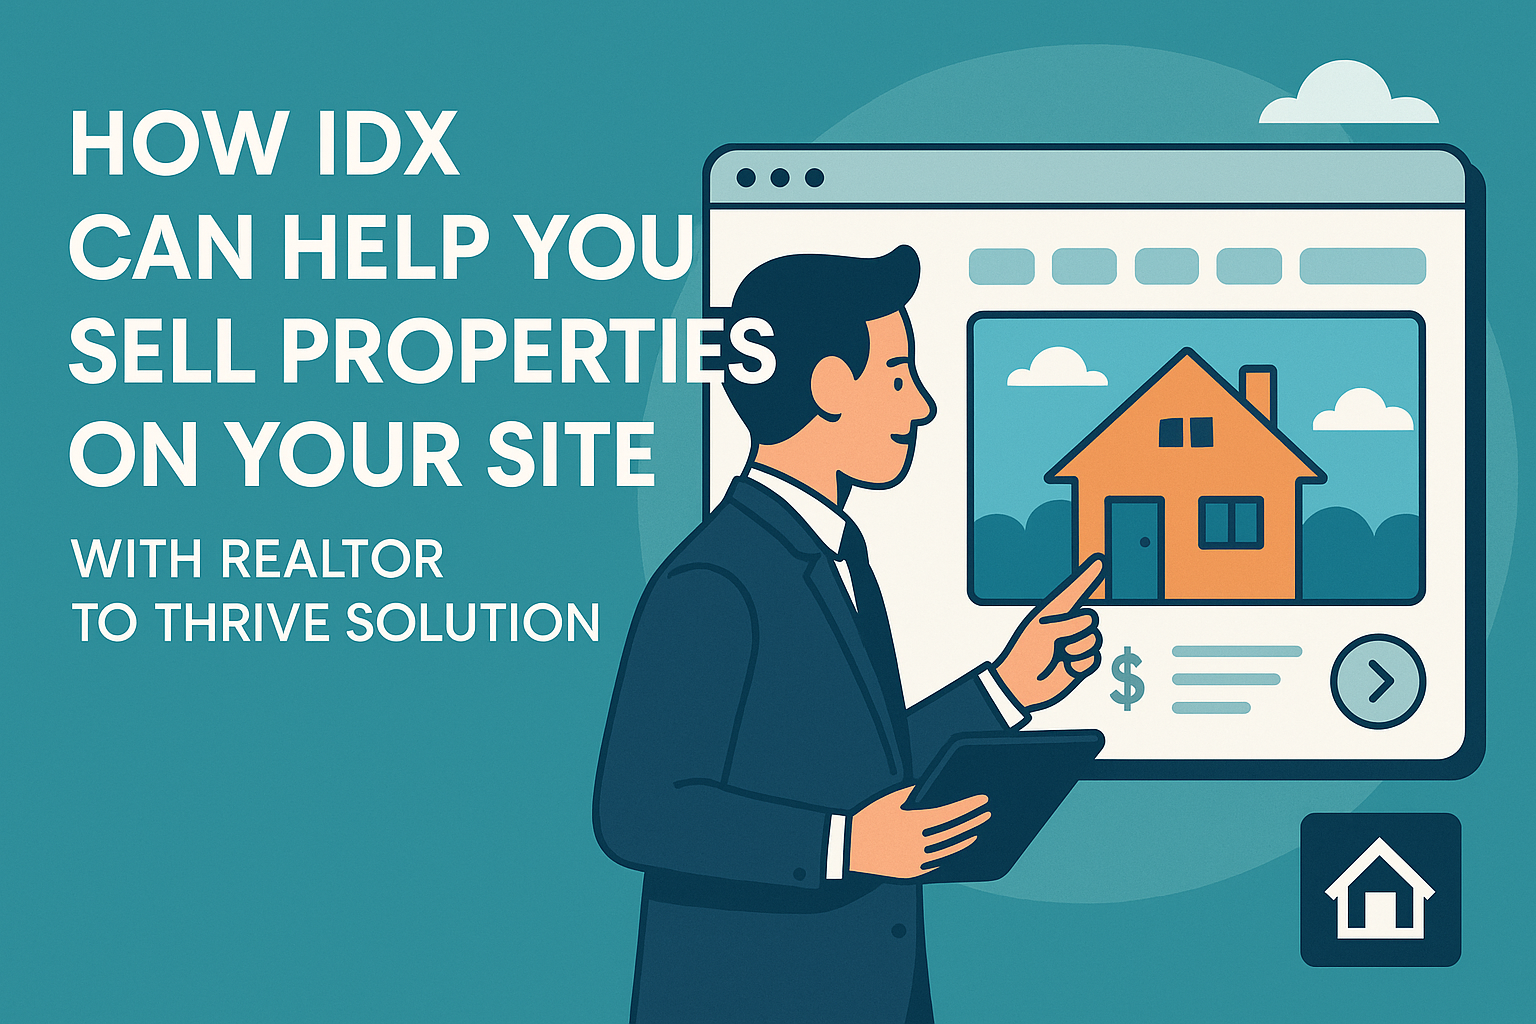 HOW IDX
CAN HELP YOU
SELL PROPERTIES
ON YOUR SITE
WITH REALTOR
TO THRIVE SOLUTION
$